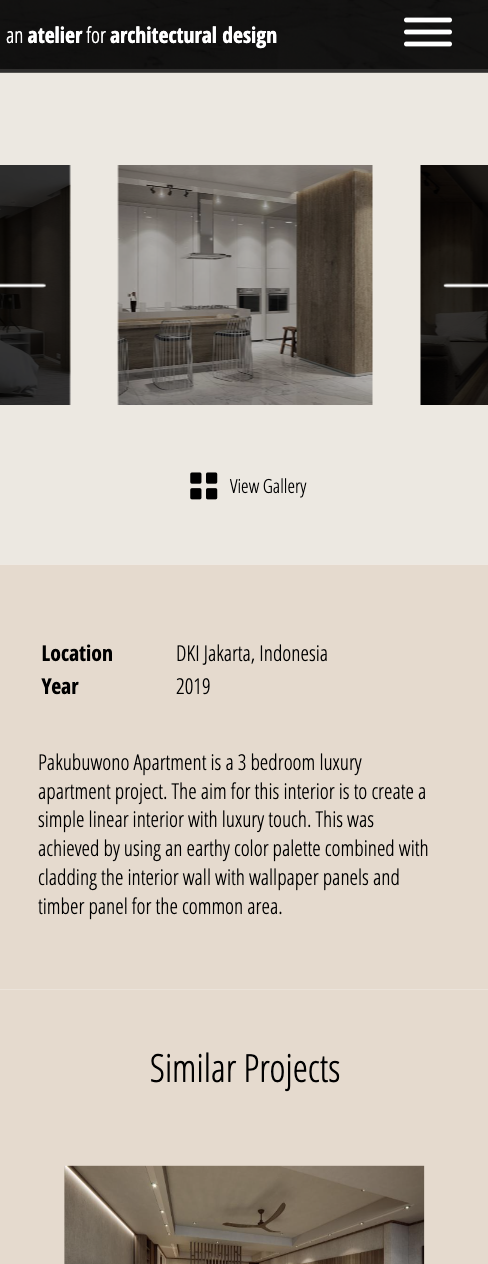 an atelier for architectural design
View Gallery
Location DKI Jakarta, Indonesia
Year 2019
Pakubuwono Apartment is a 3 bedroom luxury
apartment project. The aim for this interior is to create a
simple linear interior with luxury touch. This was
achieved by using an earthy color palette combined with
cladding the interior wall with wallpaper panels and
timber panel for the common area.
Similar Projects